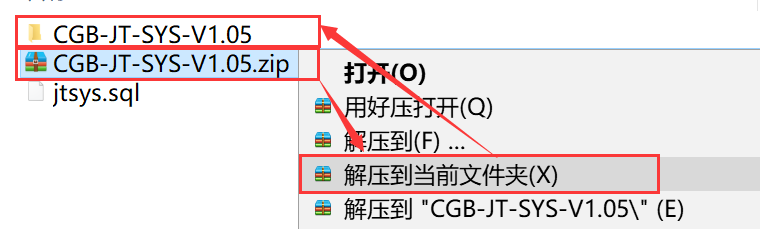 CGB-JT-SYS-V1.05
CGB-JT-SYS-V1.05.zip
jtsys.sql
打开(O)
用好压打开(Q)
解压到(F) ...
解压到当前文件夹(X)
解压到 "CGB-JT-SYS-V1.05\" (E)